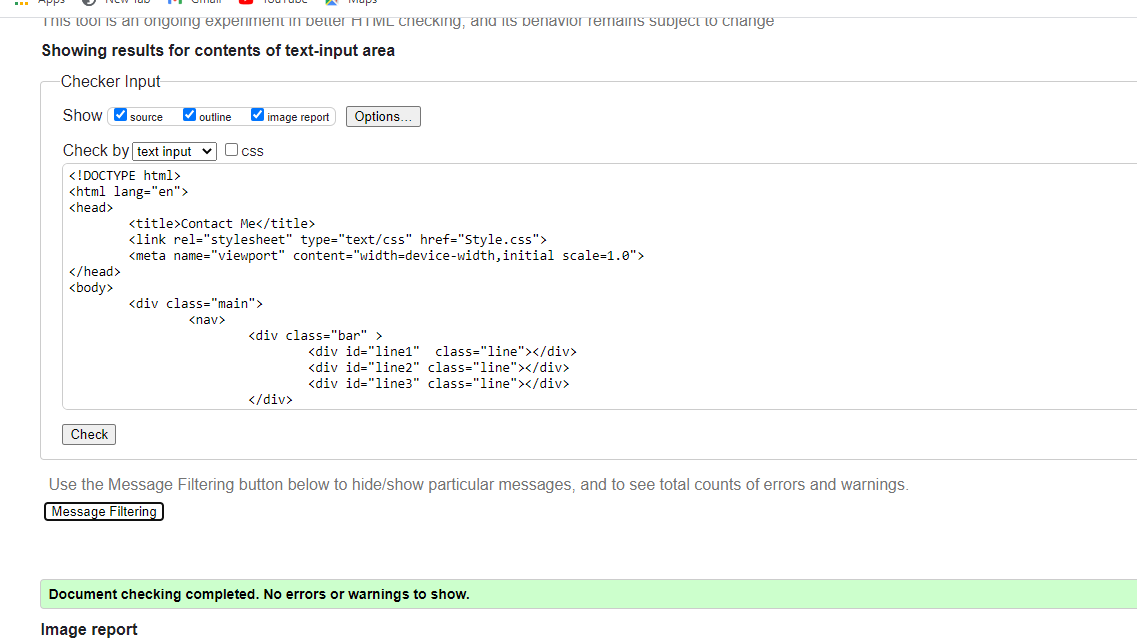 Apps New Tab Gmail YouTube Maps
This tool is an ongoing experiment in better HTML checking, and its behavior remains subject to change
Showing results for contents of text-input area
Checker Input
Show source outline image report Options...
Check by text input css
<!DOCTYPE html>
<html lang="en">
<head>
<title>Contact Me</title>
<link rel="stylesheet" type="text/css" href="Style.css">
<meta name="viewport" content="width=device-width,initial scale=1.0">
</head>
<body>
<div class="main">
<nav>
<div class="bar" >
<div id="line1"  class="line"></div>
<div id="line2" class="line"></div>
<div id="line3" class="line"></div>
</div>
Check
Use the Message Filtering button below to hide/show particular messages, and to see total counts of errors and warnings.
Message Filtering
Document checking completed. No errors or warnings to show.
Image report